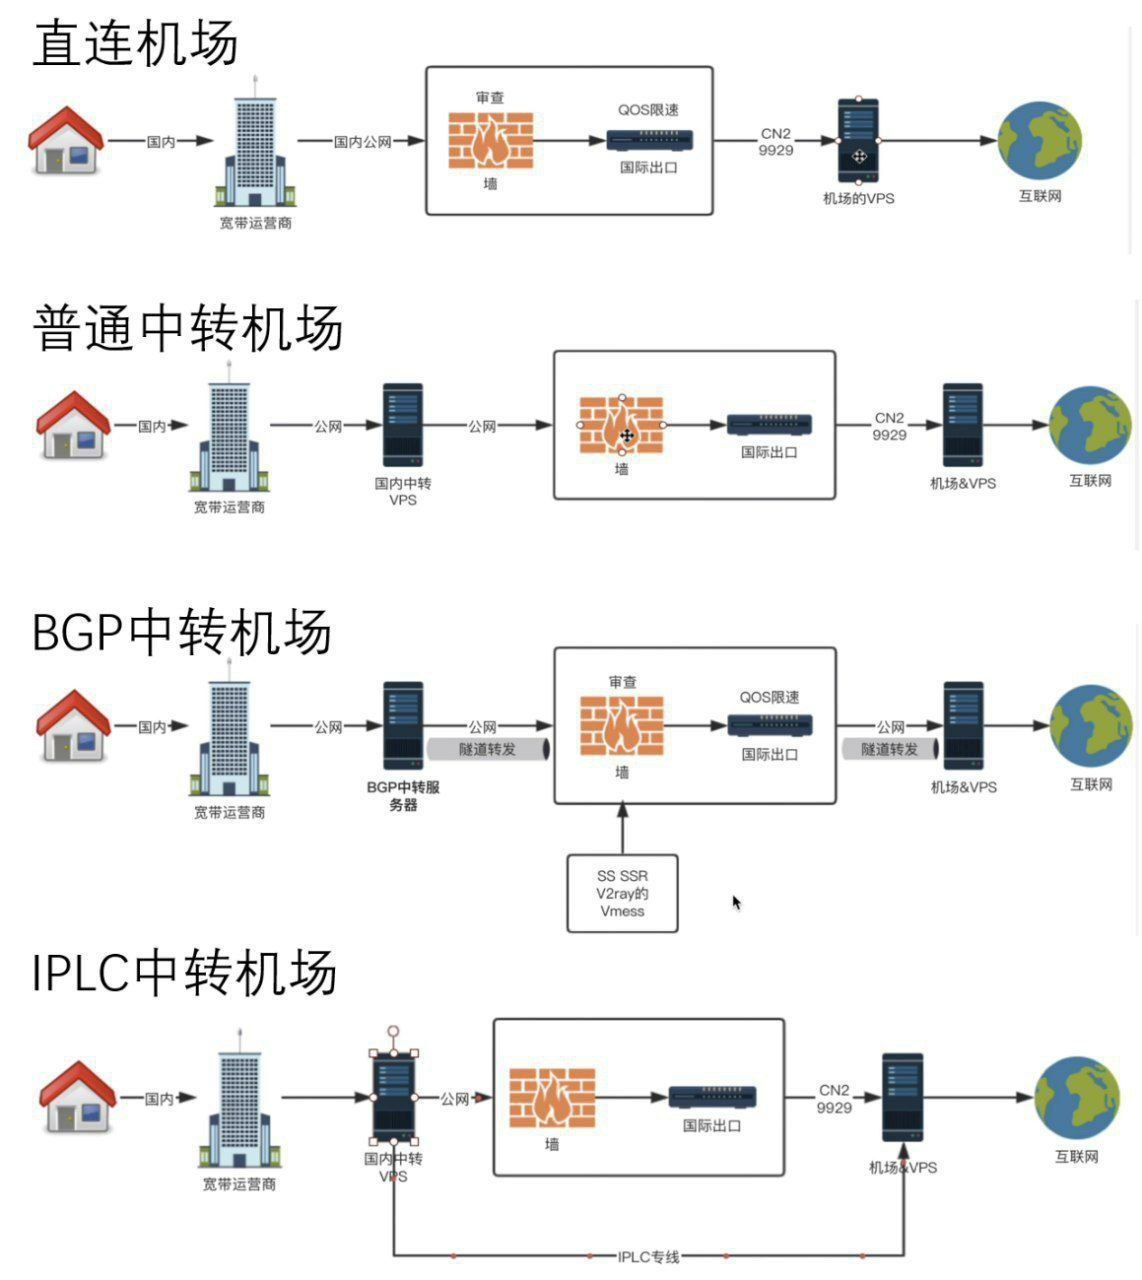 直连机场
国内
宽带运营商
国内公网
审查
墙
QOS限速
国际出口
CN2
9929
机场的VPS
互联网
普通中转机场
国内
宽带运营商
公网
国内中转
VPS
公网
墙
国际出口
CN2
9929
机场&VPS
互联网
BGP中转机场
国内
宽带运营商
公网
BGP中转服
务器
公网
隧道转发
审查
墙
QOS限速
国际出口
公网
隧道转发
机场&VPS
互联网
SS SSR
V2ray的
Vmess
IPLC中转机场
国内
宽带运营商
国内中转
VPS
公网
墙
国际出口
CN2
9929
机场&VPS
互联网
IPLC专线